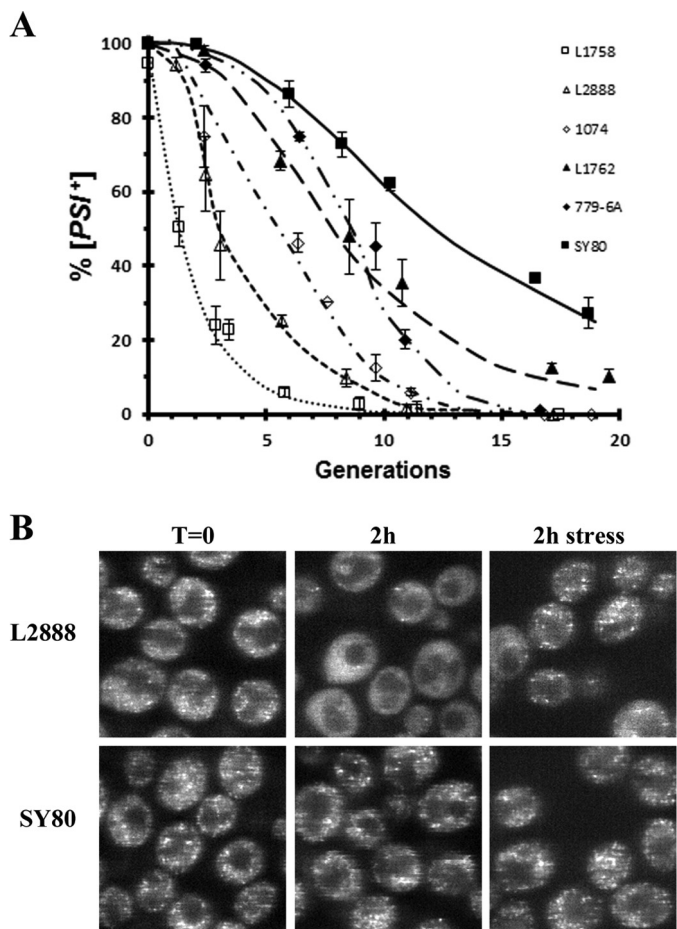 A
% [PSI+]
100
80
60
40
20
0
0 5 10 15 20
Generations
L1758
L2888
1074
L1762
779-6A
SY80
B
T=0 2h 2h stress
L2888
SY80